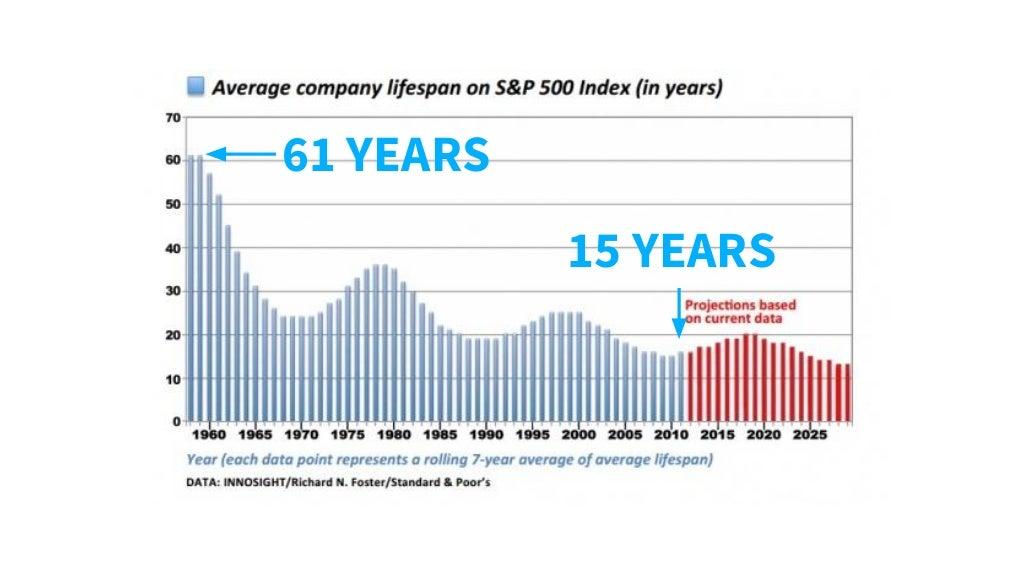 Average company lifespan on S&P 500 Index (in years)
70
60
50
40
30
20
10
0
61 YEARS
15 YEARS
Projections based
on current data
1960 1965 1970 1975 1980 1985 1990 1995 2000 2005 2010 2015 2020 2025
Year (each data point represents a rolling 7-year average of average lifespan)
DATA: INNOSIGHT/Richard N. Foster/Standard & Poor's